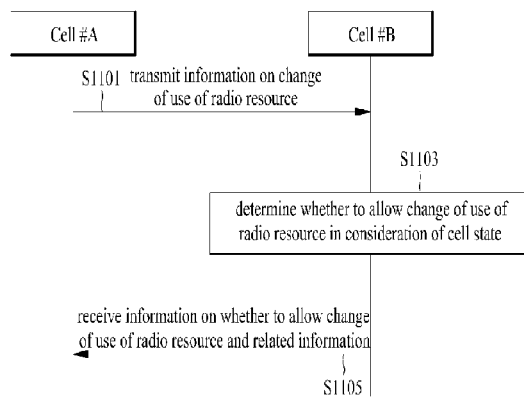 Cell #A
Cell #B
S1101
transmit information on change
of use of radio resource
S1103
determine whether to allow change of use of
radio resource in consideration of cell state
receive information on whether to allow change
of use of radio resource and related information
S1105